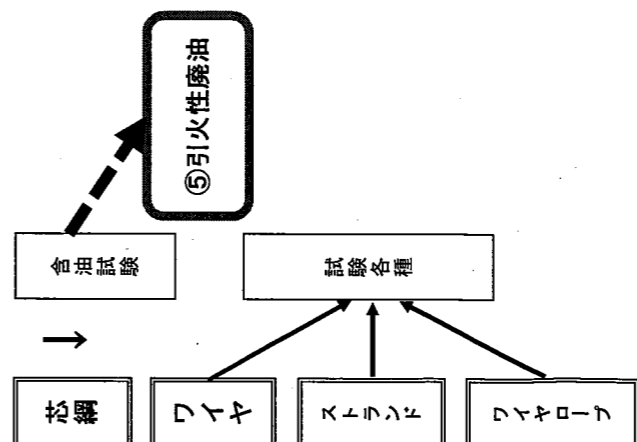 ⑤引火性廃油
含油試験
試験各種
芯綱
ワイヤ
ストランド
ワイヤロープ